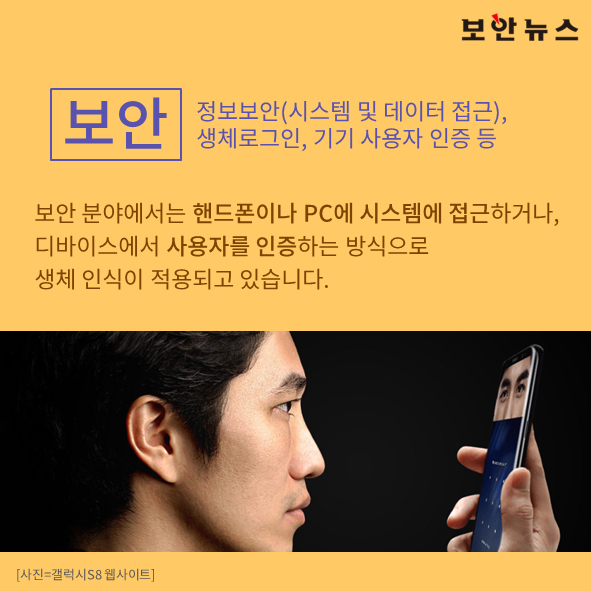 보안뉴스
보안
정보보안(시스템 및 데이터 접근),
생체로그인, 기기 사용자 인증 등
보안 분야에서는 핸드폰이나 PC에 시스템에 접근하거나,
디바이스에서 사용자를 인증하는 방식으로
생체 인식이 적용되고 있습니다.
[사진=갤럭시S8 웹사이트]